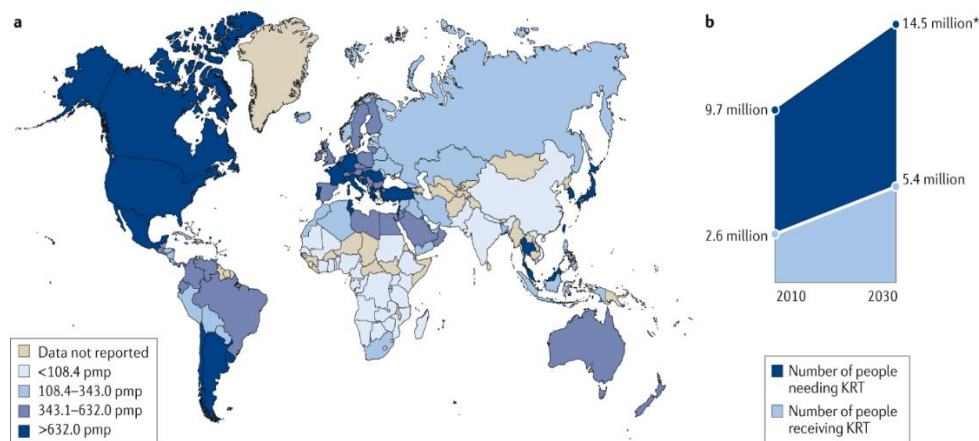 a
Data not reported
<108.4 pmp
108.4–343.0 pmp
343.1–632.0 pmp
>632.0 pmp
b
14.5 million*
9.7 million
5.4 million
2.6 million
2010
2030
Number of people
needing KRT
Number of people
receiving KRT